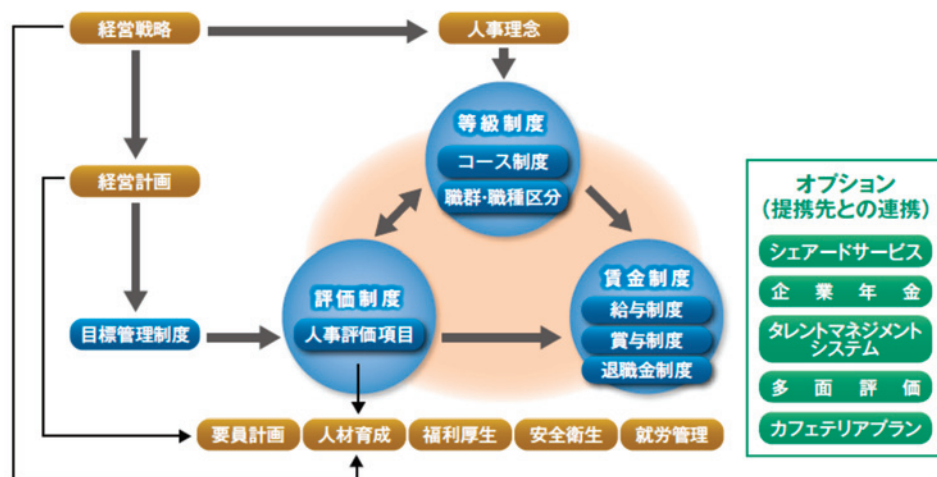 経営戦略
人事理念
等級制度
コース制度
職群・職種区分
経営計画
評価制度
人事評価項目
目標管理制度
賃金制度
給与制度
賞与制度
退職金制度
要員計画
人材育成
福利厚生
安全衛生
就労管理
オプション
(提携先との連携)
シェアードサービス
企業年金
タレントマネジメント
システム
多面評価
カフェテリアプラン